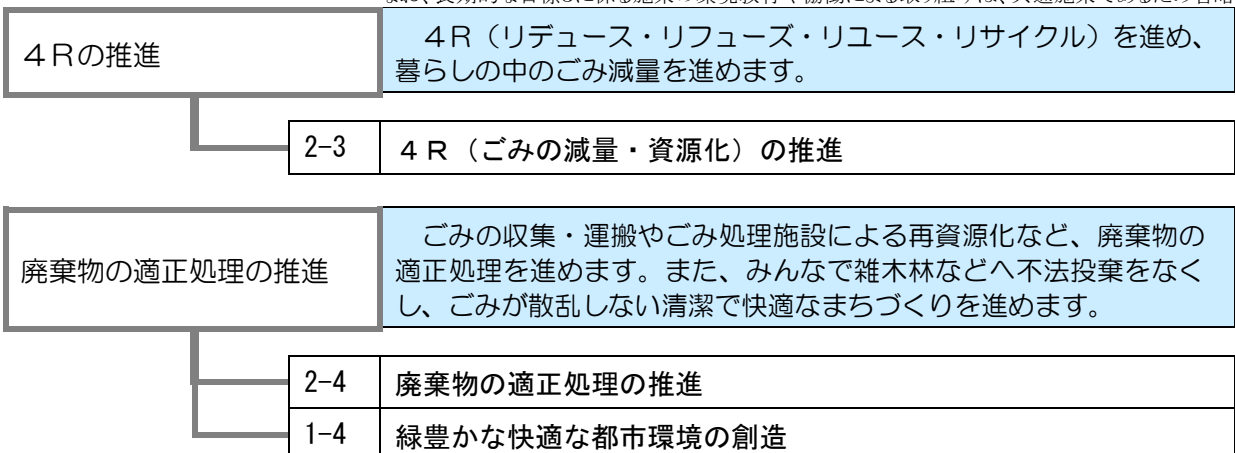 ４Ｒの推進
４Ｒ（リデュース・リフューズ・リユース・リサイクル）を進め、
暮らしの中のごみ減量を進めます。
2-3 ４Ｒ（ごみの減量・資源化）の推進
廃棄物の適正処理の推進
ごみの収集・運搬やごみ処理施設による再資源化など、廃棄物の
適正処理を進めます。また、みんなで雑木林などへ不法投棄をなく
し、ごみが散乱しない清潔で快適なまちづくりを進めます。
2-4 廃棄物の適正処理の推進
1-4 緑豊かな快適な都市環境の創造